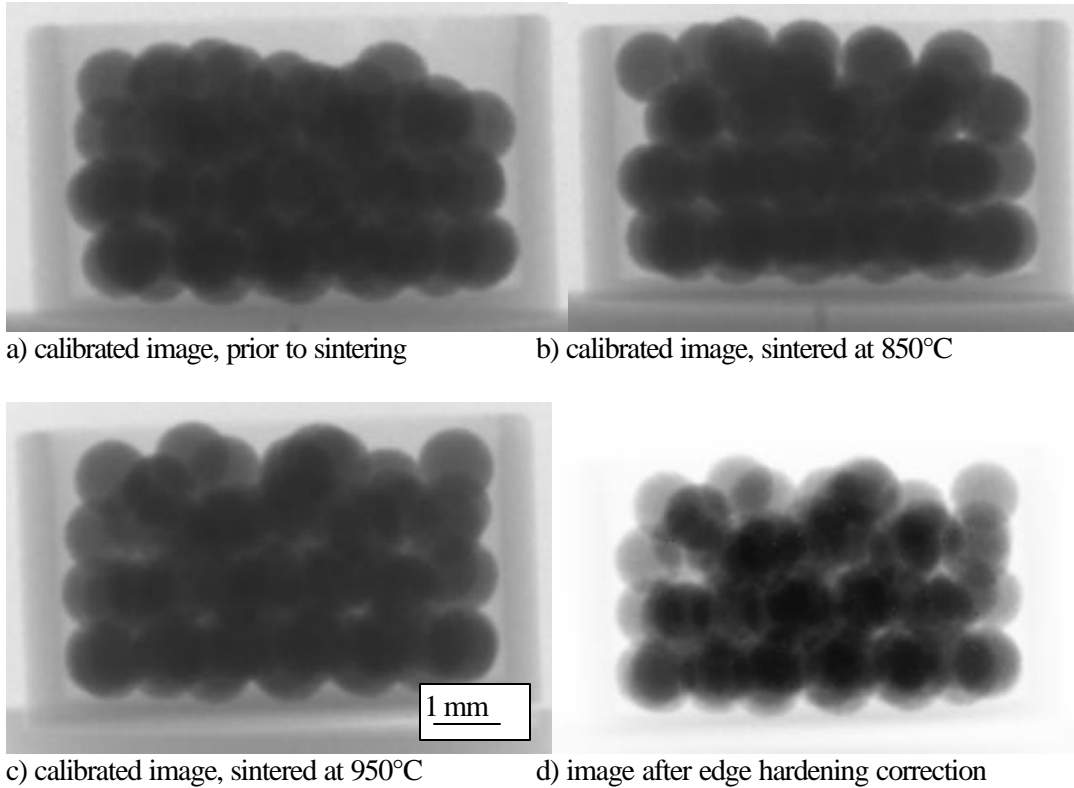 a) calibrated image, prior to sintering
b) calibrated image, sintered at 850°C
1 mm
c) calibrated image, sintered at 950°C
d) image after edge hardening correction